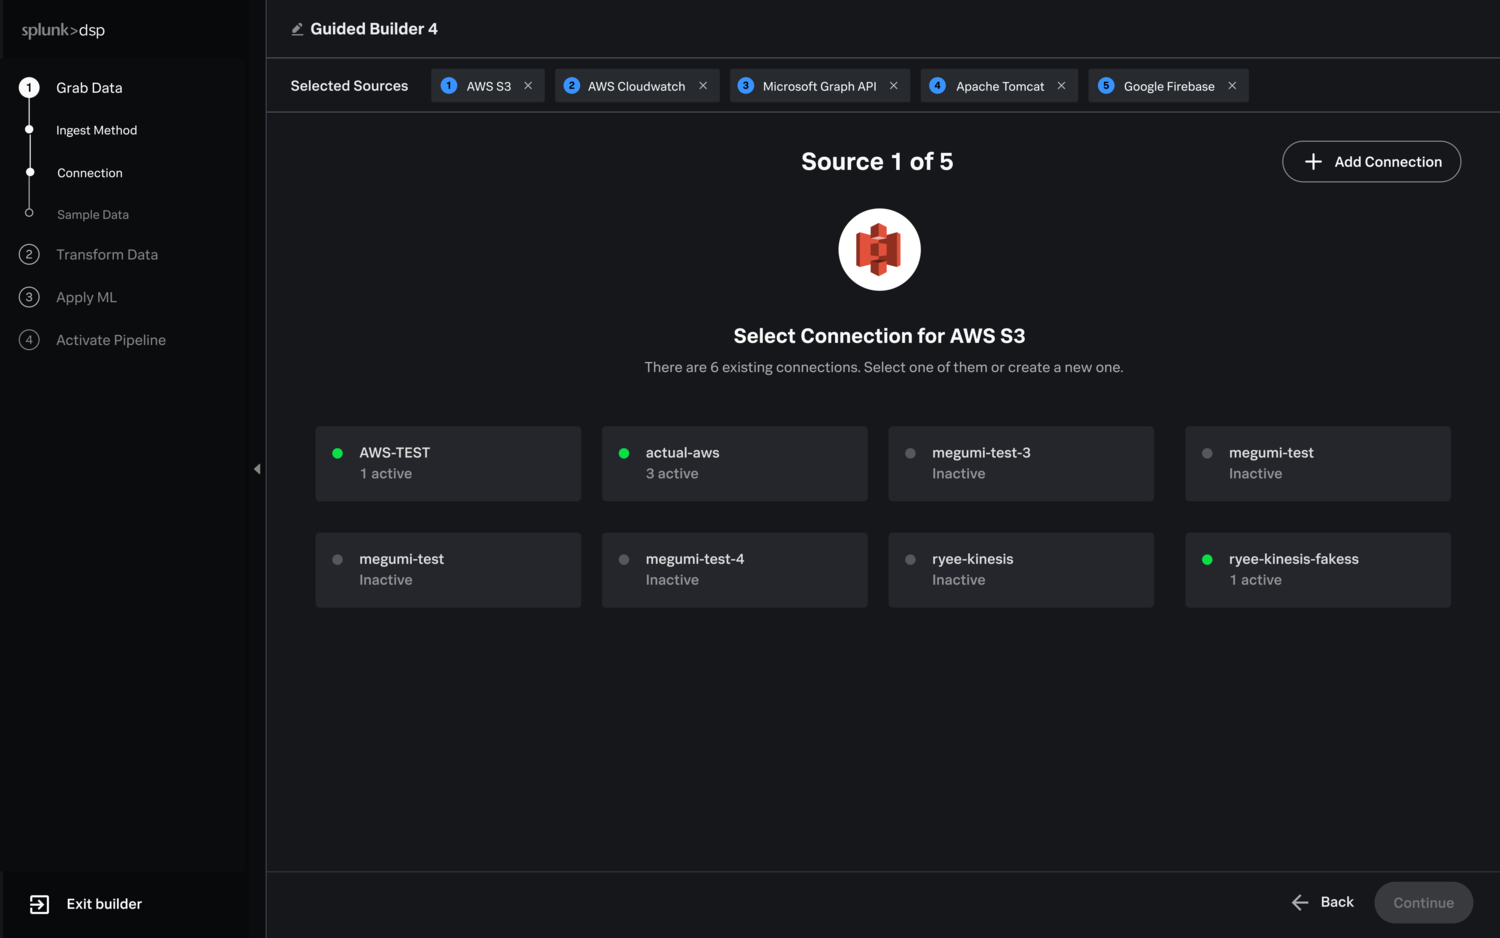 splunk>dsp
1 Grab Data
Ingest Method
Connection
Sample Data
2 Transform Data
3 Apply ML
4 Activate Pipeline
Exit builder
Guided Builder 4
Selected Sources
1 AWS S3
2 AWS Cloudwatch
3 Microsoft Graph API
4 Apache Tomcat
5 Google Firebase
Source 1 of 5
Add Connection
Select Connection for AWS S3
There are 6 existing connections. Select one of them or create a new one.
AWS-TEST
1 active
actual-aws
3 active
megumi-test-3
Inactive
megumi-test
Inactive
megumi-test
Inactive
megumi-test-4
Inactive
ryee-kinesis
Inactive
ryee-kinesis-fakess
1 active
Back
Continue